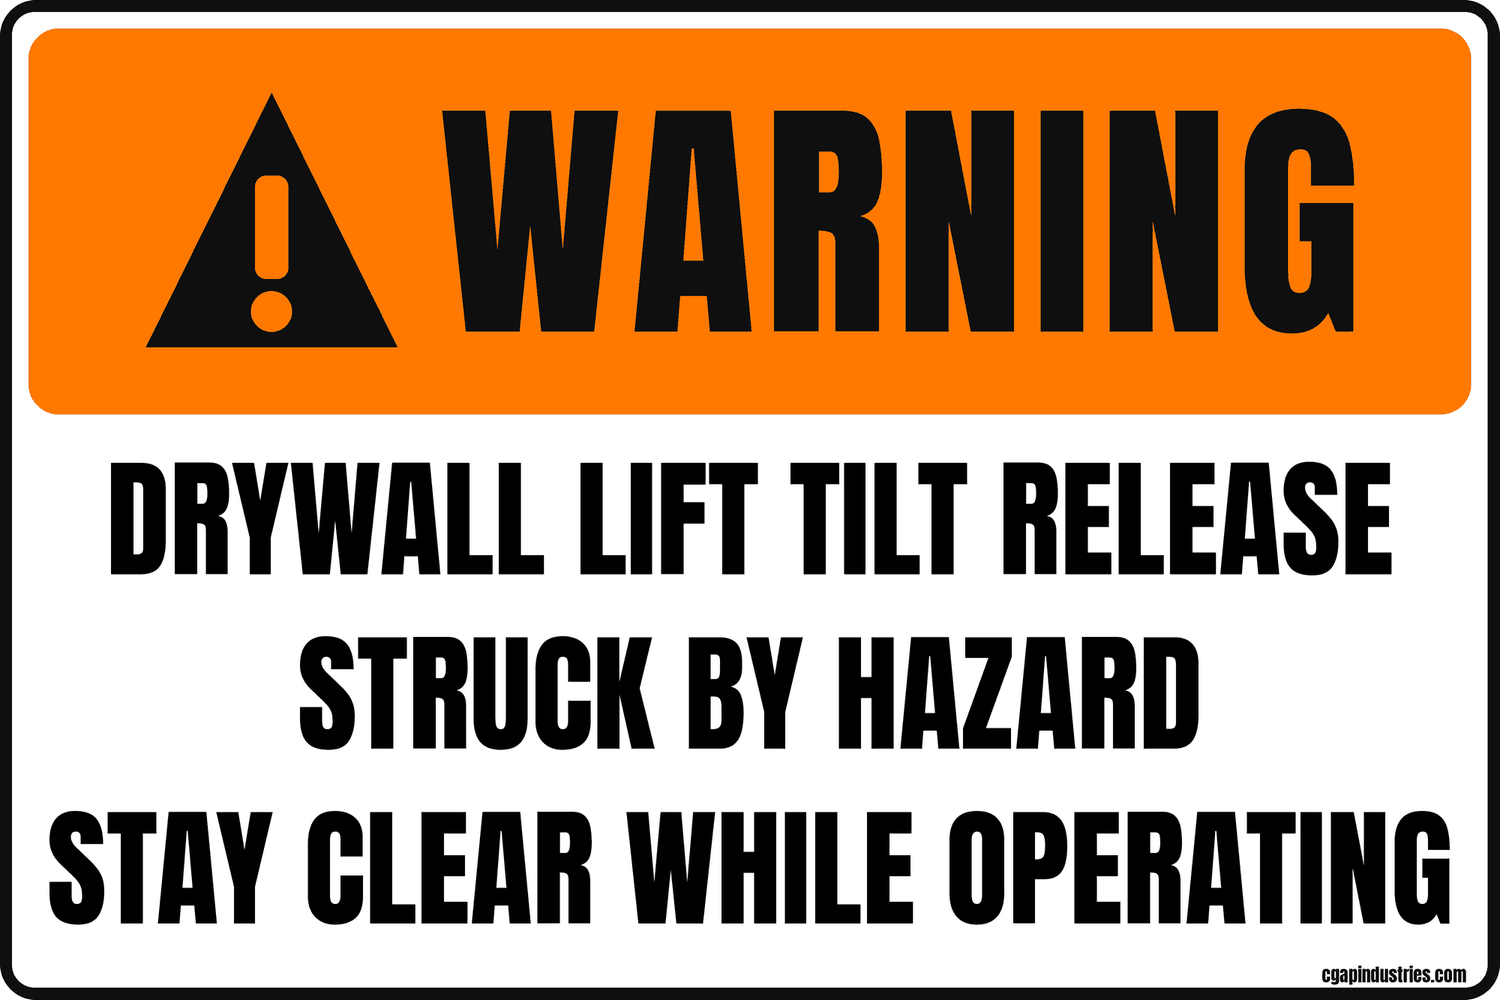 WARNING
DRYWALL LIFT TILT RELEASE
STRUCK BY HAZARD
STAY CLEAR WHILE OPERATING
cgapindustries.com